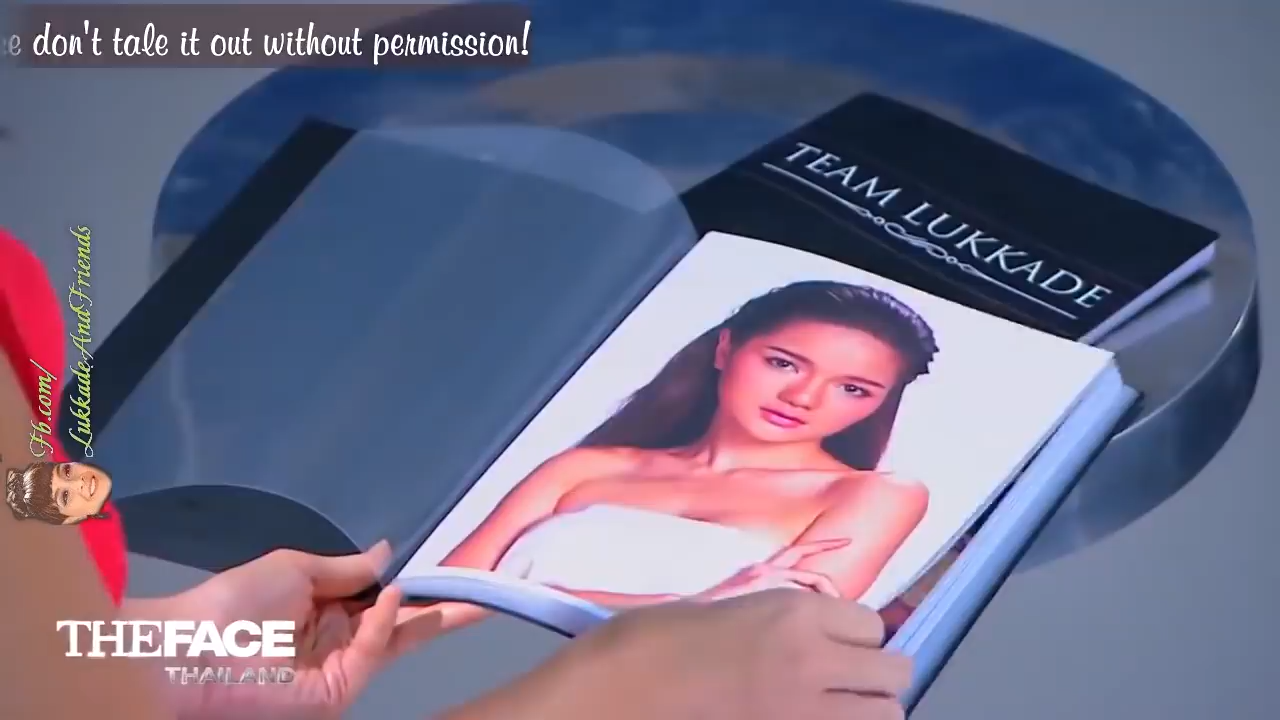 don't tale it out without permission!
TEAM LUKKADE
Fb.com/
LukkadeAndFriends
THEFACE
THAILAND